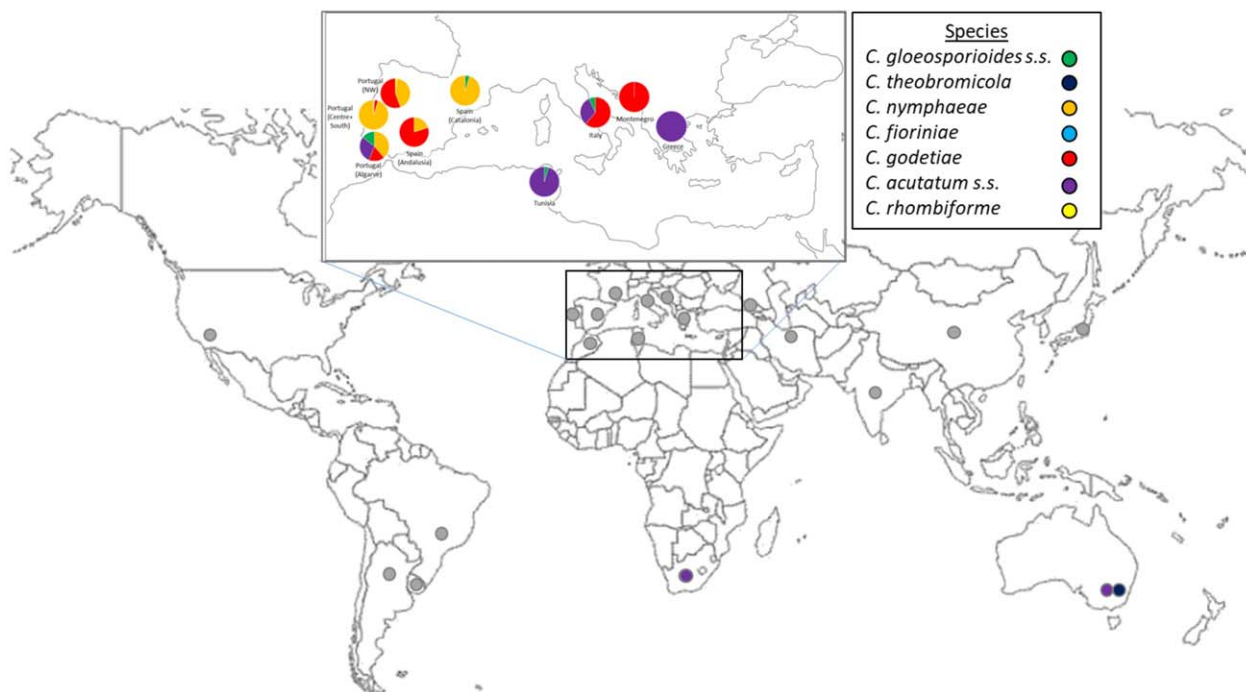 Species
C. gloeosporioides s.s.
C. theobromicola
C. nymphaeae
C. fioriniae
C. godetiae
C. acutatum s.s.
C. rhombiforme
Portugal
(NW)
Portugal
(Centre+
South)
Portugal
(Algarve)
Spain
(Catalonia)
Spain
(Andalosia)
Italy
Montenegro
Greece
Tunisia